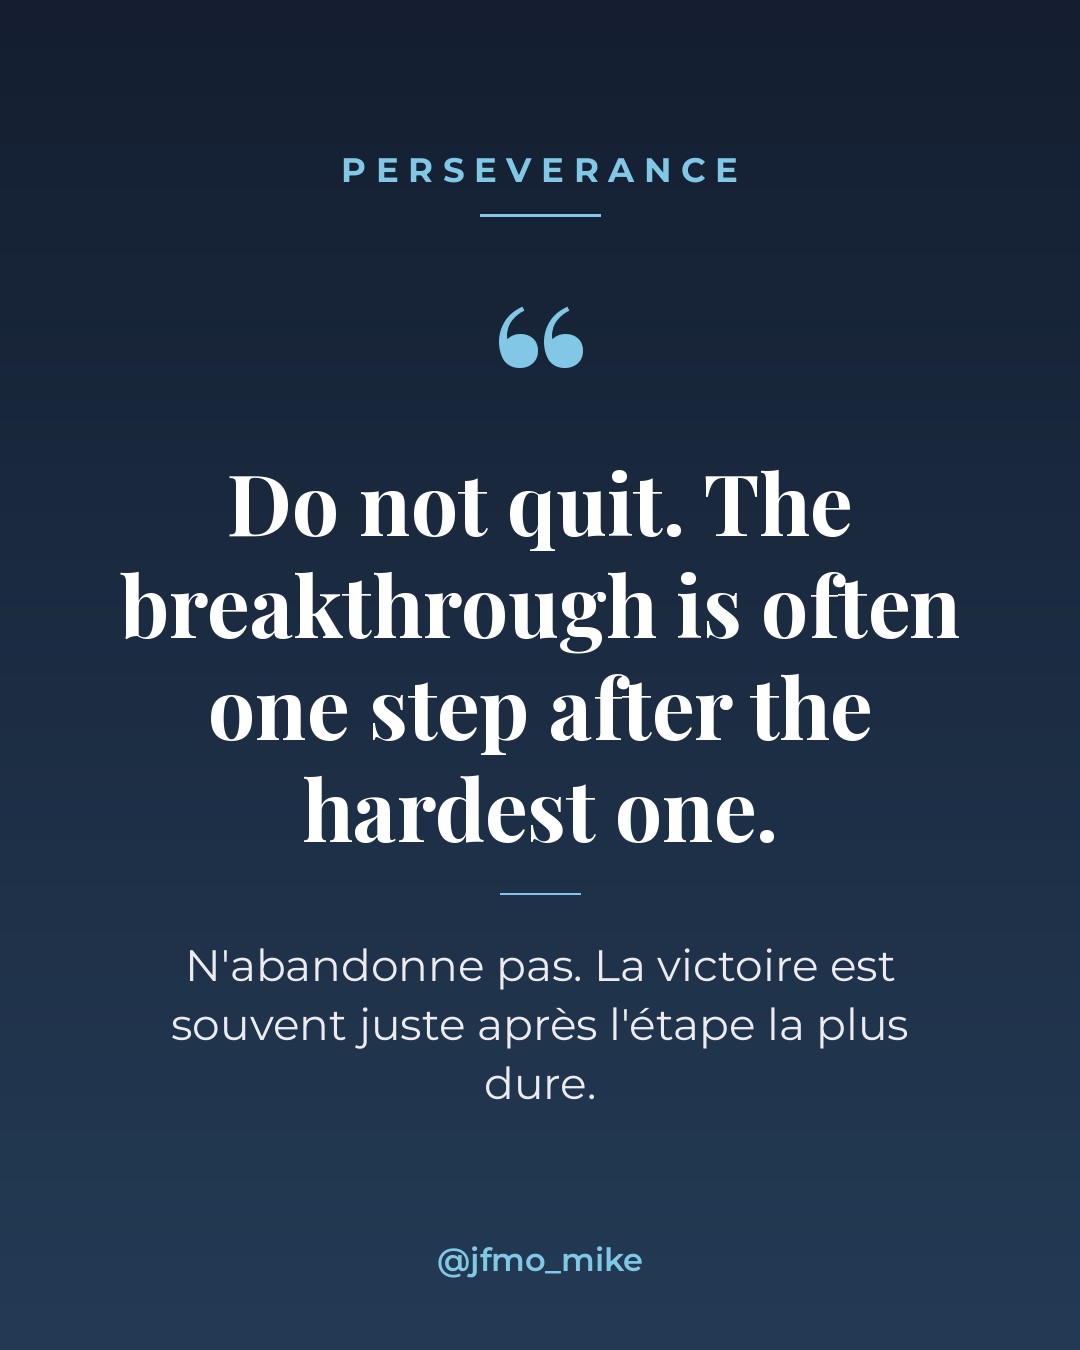 PERSEVERANCE
“
Do not quit. The
breakthrough is often
one step after the
hardest one.
N'abandonne pas. La victoire est
souvent juste après l'étape la plus
dure.
@jfmo_mike